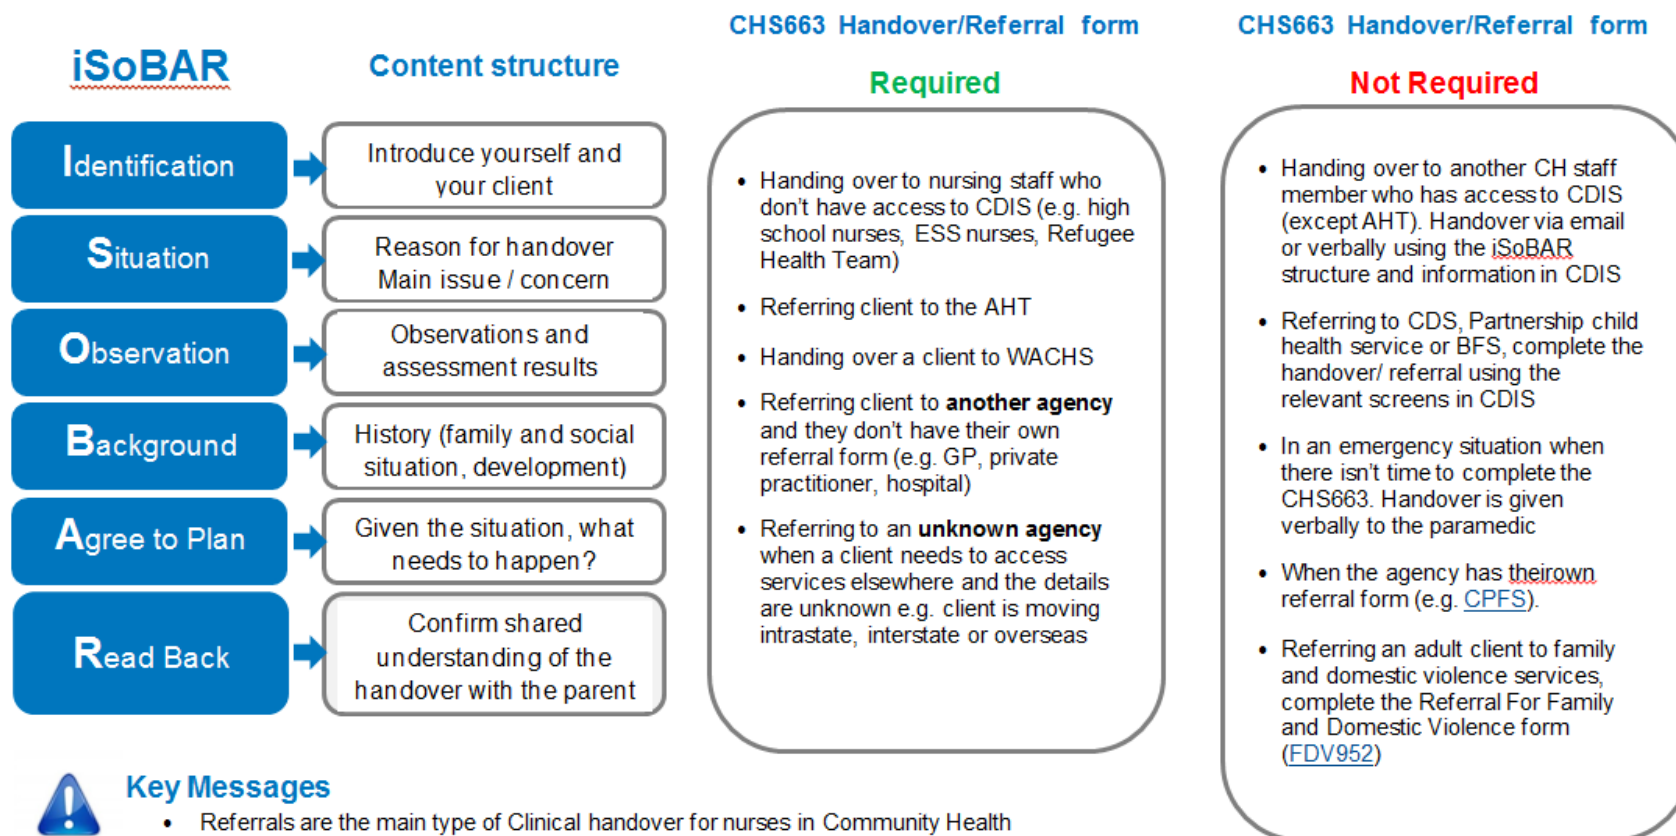 iSoBAR
Content structure
CHS663 Handover/Referral form
Required
CHS663 Handover/Referral form
Not Required
Identification
Introduce yourself and
your client
Situation
Reason for handover
Main issue / concern
Observation
Observations and
assessment results
Background
History (family and social
situation, development)
Agree to Plan
Given the situation, what
needs to happen?
Read Back
Confirm shared
understanding of the
handover with the parent
• Handing over to nursing staff who
don't have access to CDIS (e.g. high
school nurses, ESS nurses, Refugee
Health Team)
• Referring client to the AHT
• Handing over a client to WACHS
• Referring client to another agency
and they don't have their own
referral form (e.g. GP, private
practitioner, hospital)
• Referring to an unknown agency
when a client needs to access
services elsewhere and the details
are unknown e.g. client is moving
intrastate, interstate or overseas
• Handing over to another CH staff
member who has access to CDIS
(except AHT). Handover via email
or verbally using the iSoBAR
structure and information in CDIS
• Referring to CDS, Partnership child
health service or BFS, complete the
handover/ referral using the
relevant screens in CDIS
• In an emergency situation when
there isn't time to complete the
CHS663. Handover is given
verbally to the paramedic
• When the agency has theirown
referral form (e.g. CPFS).
• Referring an adult client to family
and domestic violence services,
complete the Referral For Family
and Domestic Violence form
(FDV952)
Key Messages
• Referrals are the main type of Clinical handover for nurses in Community Health